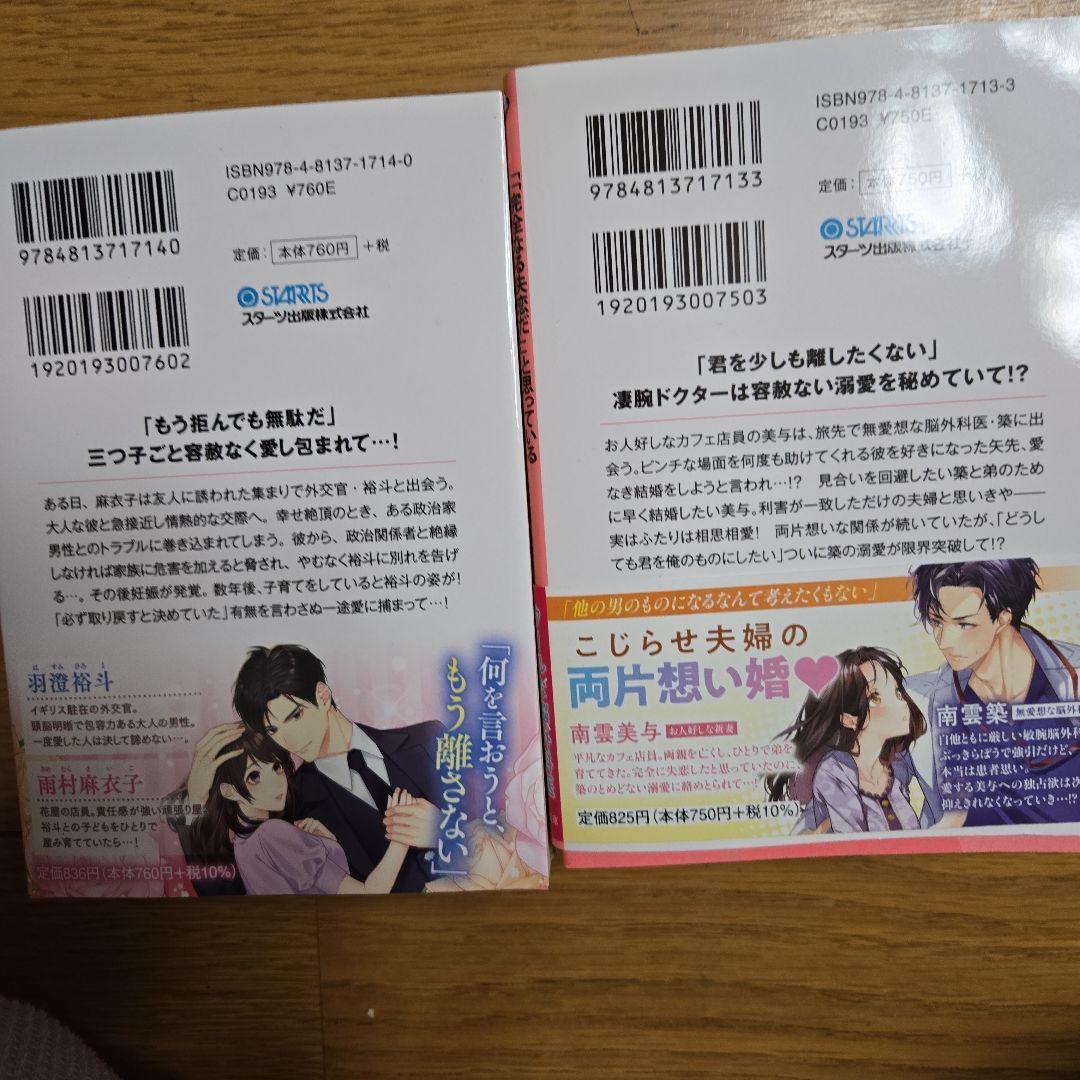 ISBN978-4-8137-1714-0
C0193 ¥760E
9784813717140
定価：本体760円＋税
STARTS
スターツ出版株式会社
1920193007602
「もう拒んでも無駄だ」
三つ子ごと容赦なく愛し包まれて…！
ある日、麻衣子は友人に誘われた集まりで外交官・裕斗と出会う。
大人な彼と急接近し情熱的な交際へ。幸せ絶頂のとき、ある政治家
男性とのトラブルに巻き込まれてしまう。彼から、政治関係者と絶縁
しなければ家族に危害を加えると脅され、やむなく裕斗に別れを告げ
る…。その後妊娠が発覚。数年後、子育てをしていると裕斗の姿が！
「必ず取り戻すと決めていた」有無を言わさぬ一途愛に捕まって…！
「何を言おうと、
もう離さない」
はすみひろと
羽澄裕斗
イギリス駐在の外交官。
頭脳明晰で包容力ある大人の男性。
一度愛した人は決して諦めない…。
あめむらまいこ
雨村麻衣子
花屋の店員。責任感が強い頑張り屋。
裕斗との子どもをひとりで
産み育てていたら…！
定価836円（本体760円＋税10%）
と思っている
ISBN978-4-8137-1713-3
C0193 ¥750E
9784813717133
定価：本体750円＋税
STARTS
スターツ出版株式会社
1920193007503
「君を少しも離したくない」
凄腕ドクターは容赦ない溺愛を秘めていて!?
お人好しなカフェ店員の美与は、旅先で無愛想な脳外科医・築に出
会う。ピンチな場面を何度も助けてくれる彼を好きになった矢先、愛
なき結婚をしようと言われ…!? 見合いを回避したい築と弟のため
に早く結婚したい美与。利害が一致しただけの夫婦と思いきや――
実はふたりは相思相愛！ 両片想いな関係が続いていたが、「どうし
ても君を俺のものにしたい」ついに築の溺愛が限界突破して!?
「他の男のものになるなんて考えたくもない」
こじらせ夫婦の
両片想い婚♥
南雲美与 お人好しな新妻
平凡なカフェ店員。両親を亡くし、ひとりで弟を
育ててきた。完全に失恋したと思っていたのに、
築のとめどない溺愛に絡めとられて…！
南雲築 無愛想な脳外科
自他ともに厳しい敏腕脳外科
ぶっきらぼうで強引だけど、
本当は患者思い。
愛する美与への独占欲は次
抑えきれなくなっていき…!?
定価825円（本体750円＋税10%）